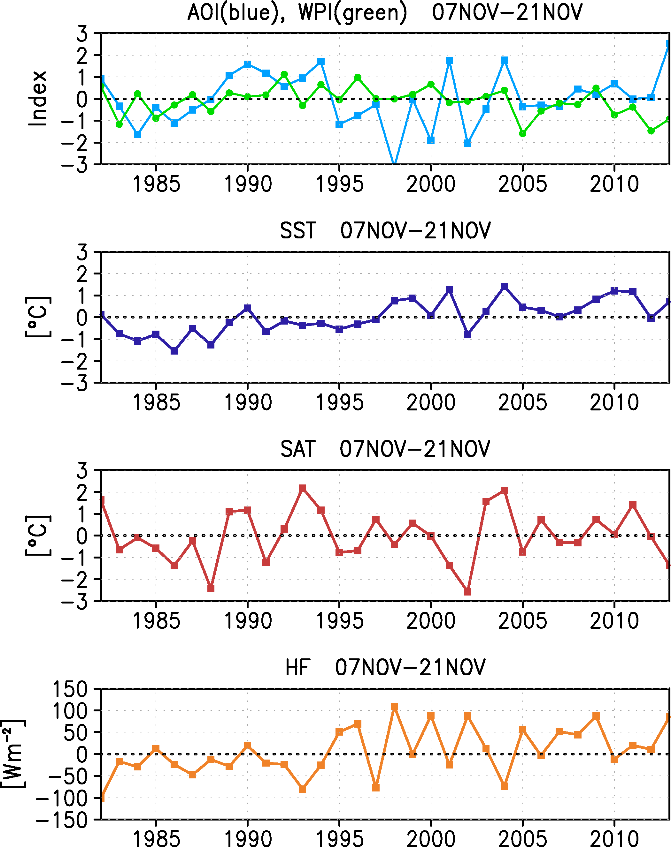 AOI(blue), WPI(green) 07NOV−21NOV
Index
3
2
1
0
−1
−2
−3
1985 1990 1995 2000 2005 2010
SST 07NOV−21NOV
[°C]
3
2
1
0
−1
−2
−3
1985 1990 1995 2000 2005 2010
SAT 07NOV−21NOV
[°C]
3
2
1
0
−1
−2
−3
1985 1990 1995 2000 2005 2010
HF 07NOV−21NOV
[Wm⁻²]
150
100
50
0
−50
−100
−150
1985 1990 1995 2000 2005 2010